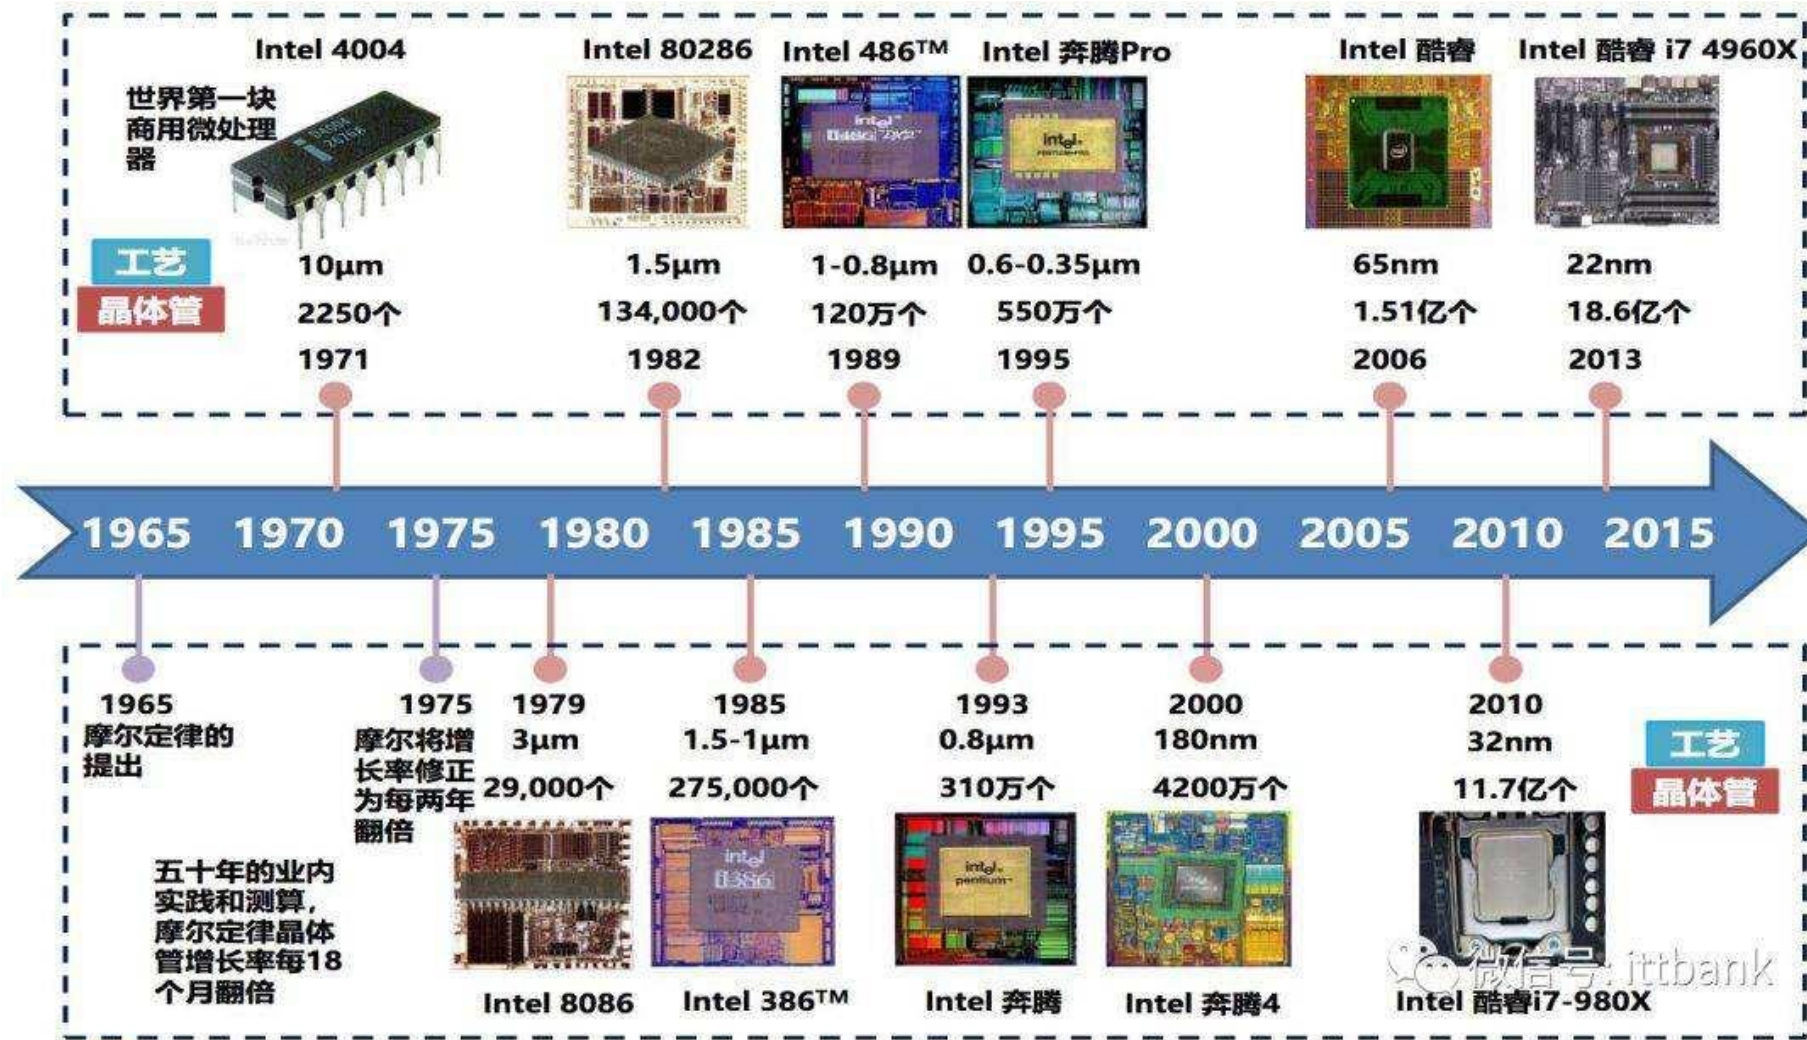 Intel 4004
Intel 80286
Intel 486™
Intel 奔腾Pro
Intel 酷睿
Intel 酷睿 i7 4960X
世界第一块
商用微处理
器
intel™
intel.
PENTIUM®PRO
工艺
10μm
1.5μm
1-0.8μm
0.6-0.35μm
65nm
22nm
晶体管
2250个
134,000个
120万个
550万个
1.51亿个
18.6亿个
1971
1982
1989
1995
2006
2013
1965 1970 1975 1980 1985 1990 1995 2000 2005 2010 2015
1965
摩尔定律的
提出
1975
摩尔将增
长率修正
为每两年
翻倍
1979
3μm
29,000个
1985
1.5-1μm
275,000个
1993
0.8μm
310万个
2000
180nm
4200万个
2010
32nm
11.7亿个
工艺
晶体管
五十年的业内
实践和测算，
摩尔定律晶体
管增长率每18
个月翻倍
intel
i386
intel.
pentium™
Intel 8086
Intel 386™
Intel 奔腾
Intel 奔腾4
Intel 酷睿i7-980X
微信号: ittbank